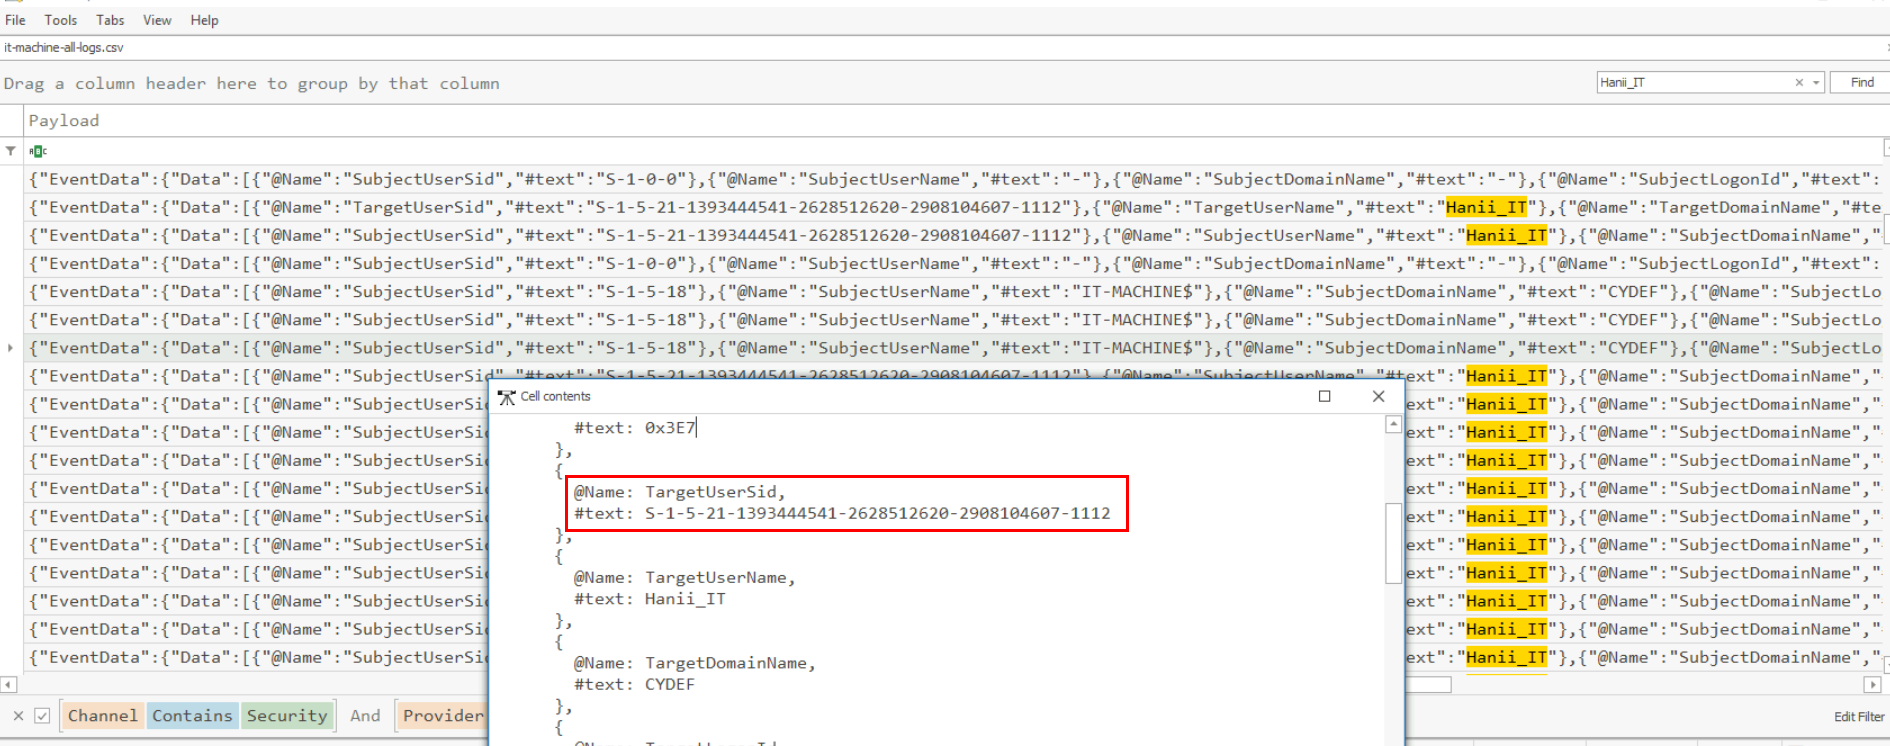 File Tools Tabs View Help
it-machine-all-logs.csv
Drag a column header here to group by that column
Hanii_IT
Find
Payload
{"EventData":{"Data":[{"@Name":"SubjectUserSid","#text":"S-1-0-0"},{"@Name":"SubjectUserName","#text":"-"},{"@Name":"SubjectDomainName","#text":"-"},{"@Name":"SubjectLogonId","#text":
{"EventData":{"Data":[{"@Name":"TargetUserSid","#text":"S-1-5-21-1393444541-2628512620-2908104607-1112"},{"@Name":"TargetUserName","#text":"Hanii_IT"},{"@Name":"TargetDomainName","#te
{"EventData":{"Data":[{"@Name":"SubjectUserSid","#text":"S-1-5-21-1393444541-2628512620-2908104607-1112"},{"@Name":"SubjectUserName","#text":"Hanii_IT"},{"@Name":"SubjectDomainName","
{"EventData":{"Data":[{"@Name":"SubjectUserSid","#text":"S-1-0-0"},{"@Name":"SubjectUserName","#text":"-"},{"@Name":"SubjectDomainName","#text":"-"},{"@Name":"SubjectLogonId","#text":
{"EventData":{"Data":[{"@Name":"SubjectUserSid","#text":"S-1-5-18"},{"@Name":"SubjectUserName","#text":"IT-MACHINE$"},{"@Name":"SubjectDomainName","#text":"CYDEF"},{"@Name":"SubjectLo
{"EventData":{"Data":[{"@Name":"SubjectUserSid","#text":"S-1-5-18"},{"@Name":"SubjectUserName","#text":"IT-MACHINE$"},{"@Name":"SubjectDomainName","#text":"CYDEF"},{"@Name":"SubjectLo
{"EventData":{"Data":[{"@Name":"SubjectUserSid","#text":"S-1-5-18"},{"@Name":"SubjectUserName","#text":"IT-MACHINE$"},{"@Name":"SubjectDomainName","#text":"CYDEF"},{"@Name":"SubjectLo
{"EventData":{"Data":[{"@Name":"SubjectUserSid","#text":"S-1-5-21-1393444541-2628512620-2908104607-1112"},{"@Name":"SubjectUserName","#text":"Hanii_IT"},{"@Name":"SubjectDomainName","
{"EventData":{"Data":[{"@Name":"SubjectUserSi ext":"Hanii_IT"},{"@Name":"SubjectDomainName","
{"EventData":{"Data":[{"@Name":"SubjectUserSi ext":"Hanii_IT"},{"@Name":"SubjectDomainName","
{"EventData":{"Data":[{"@Name":"SubjectUserSi ext":"Hanii_IT"},{"@Name":"SubjectDomainName","
{"EventData":{"Data":[{"@Name":"SubjectUserSi ext":"Hanii_IT"},{"@Name":"SubjectDomainName","
{"EventData":{"Data":[{"@Name":"SubjectUserSi ext":"Hanii_IT"},{"@Name":"SubjectDomainName","
{"EventData":{"Data":[{"@Name":"SubjectUserSi ext":"Hanii_IT"},{"@Name":"SubjectDomainName","
{"EventData":{"Data":[{"@Name":"SubjectUserSi ext":"Hanii_IT"},{"@Name":"SubjectDomainName","
{"EventData":{"Data":[{"@Name":"SubjectUserSi ext":"Hanii_IT"},{"@Name":"SubjectDomainName","
{"EventData":{"Data":[{"@Name":"SubjectUserSi ext":"Hanii_IT"},{"@Name":"SubjectDomainName","
{"EventData":{"Data":[{"@Name":"SubjectUserSi ext":"Hanii_IT"},{"@Name":"SubjectDomainName","
Cell contents
#text: 0x3E7
},
{
@Name: TargetUserSid,
#text: S-1-5-21-1393444541-2628512620-2908104607-1112
},
{
@Name: TargetUserName,
#text: Hanii_IT
},
{
@Name: TargetDomainName,
#text: CYDEF
},
{
Channel Contains Security And Provider
Edit Filter